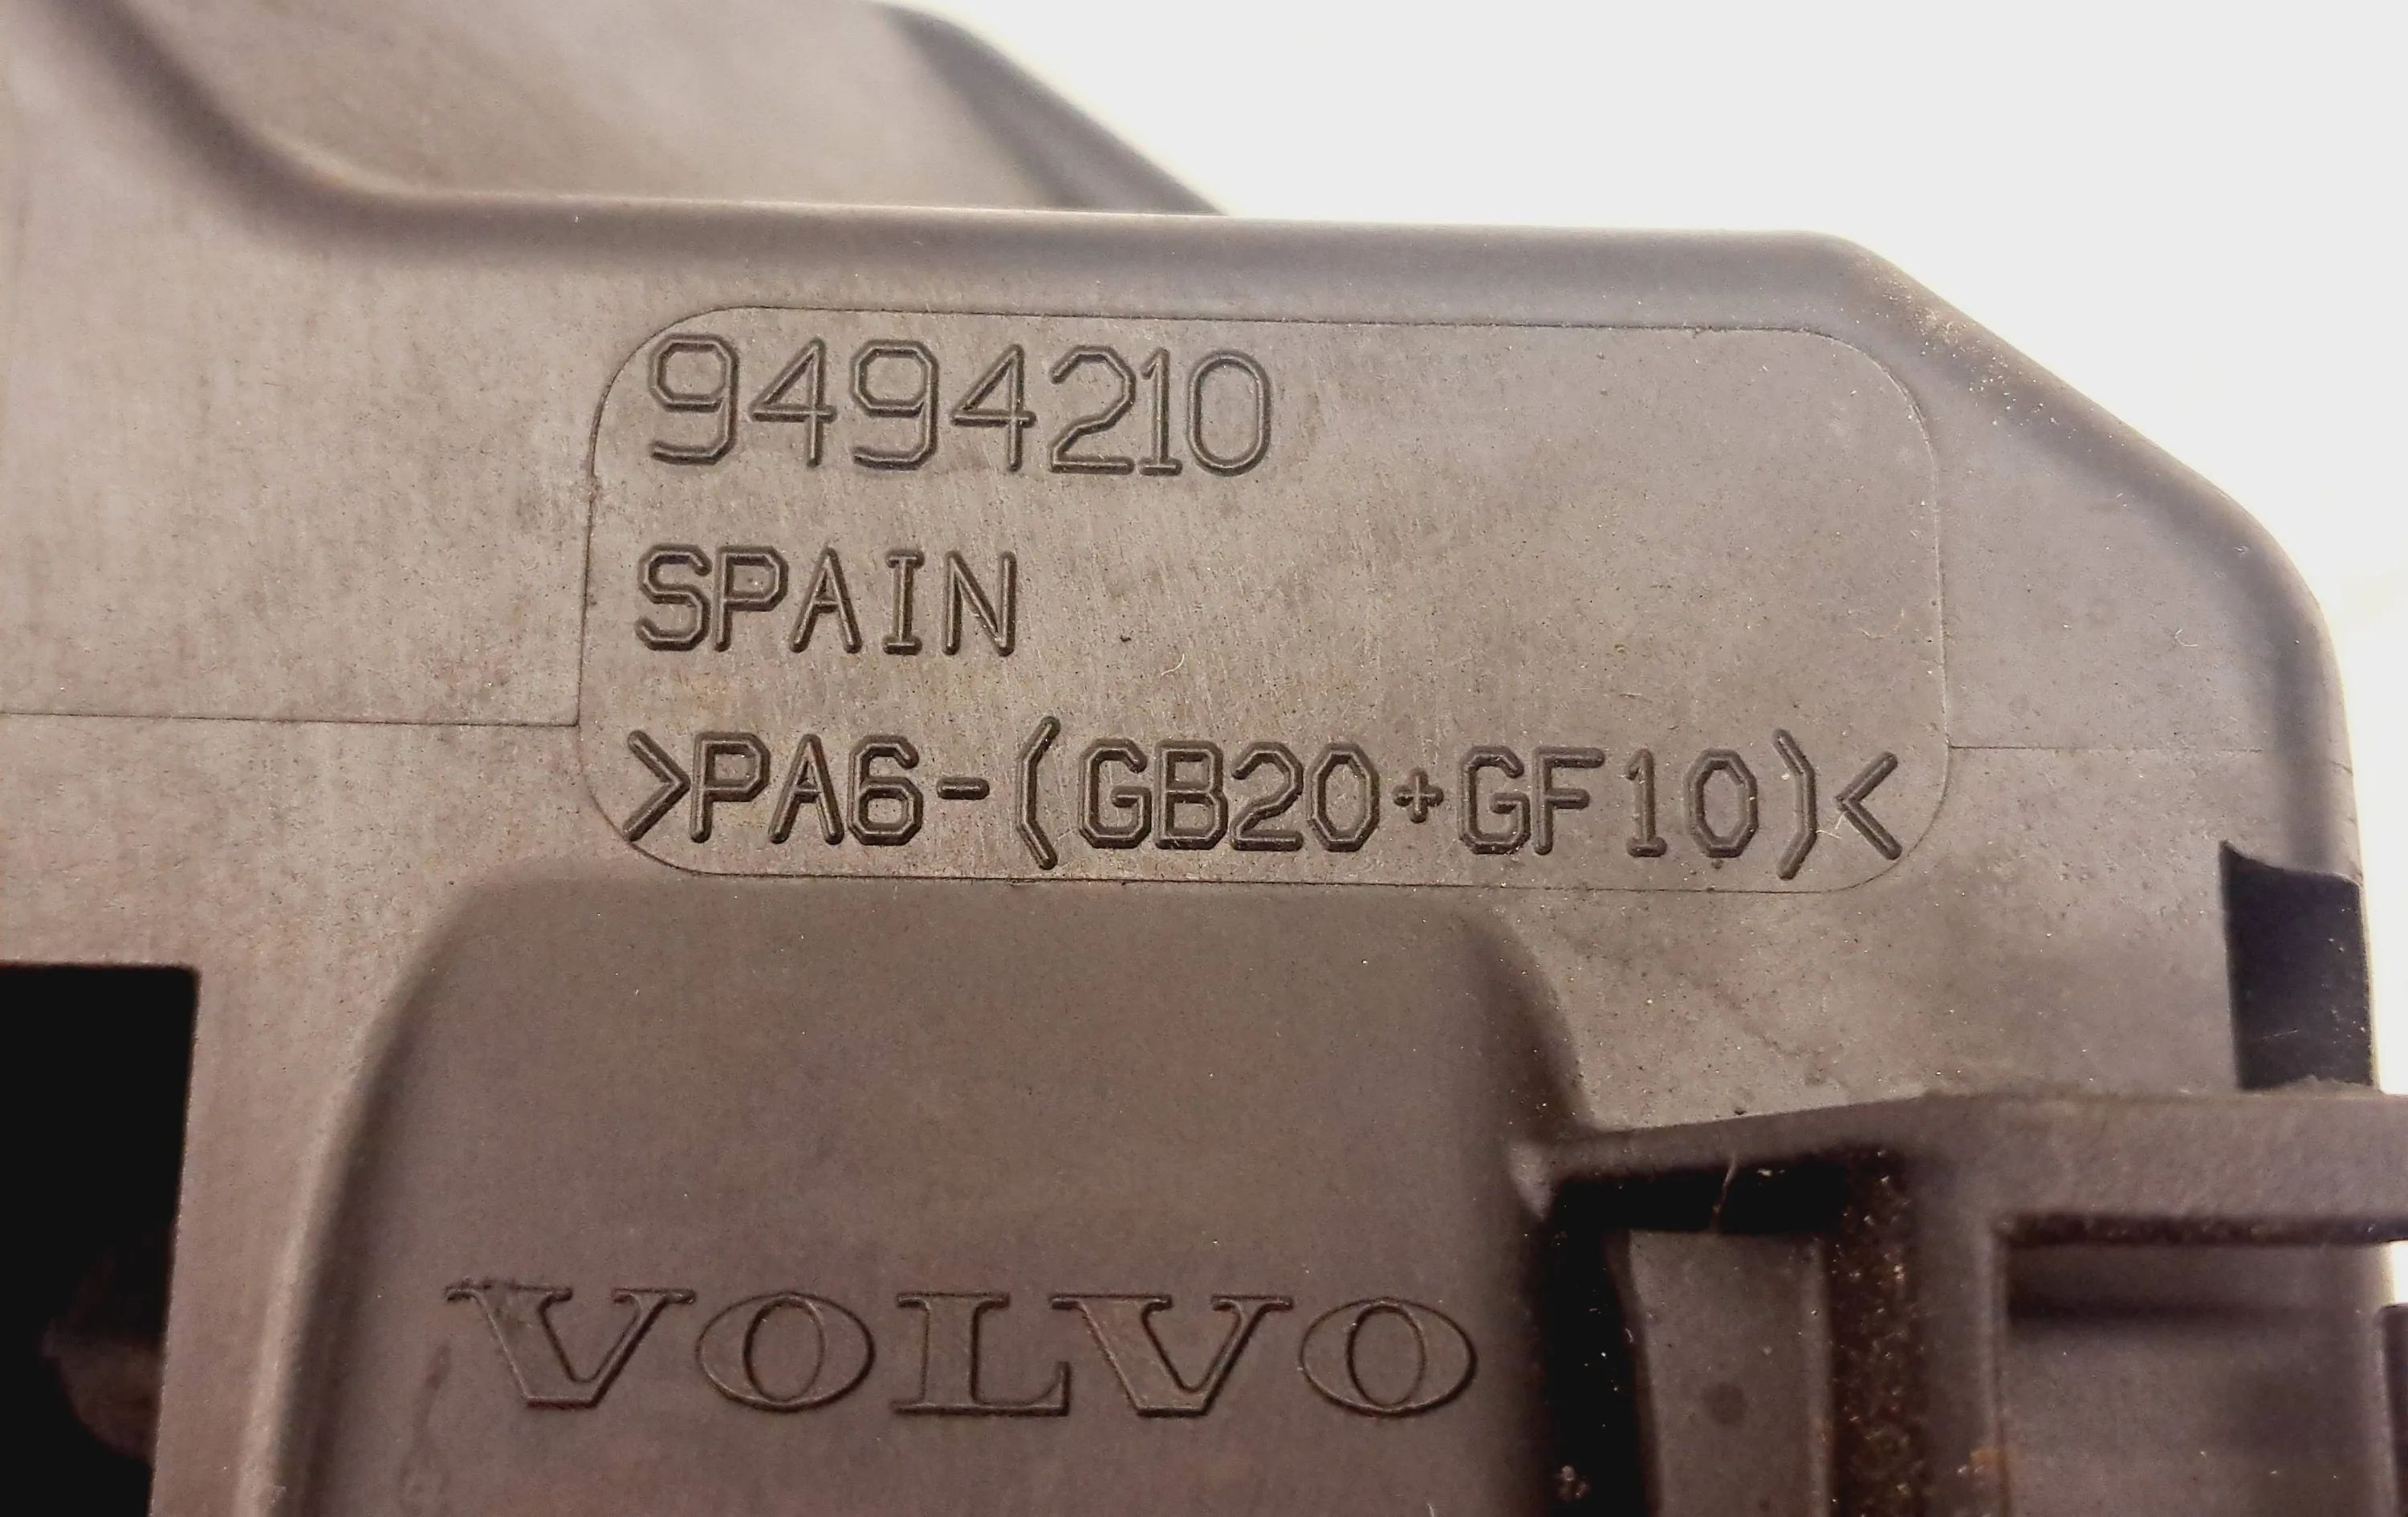 9494210
SPAIN
>PA6-(GB20+GF10)<
VOLVO